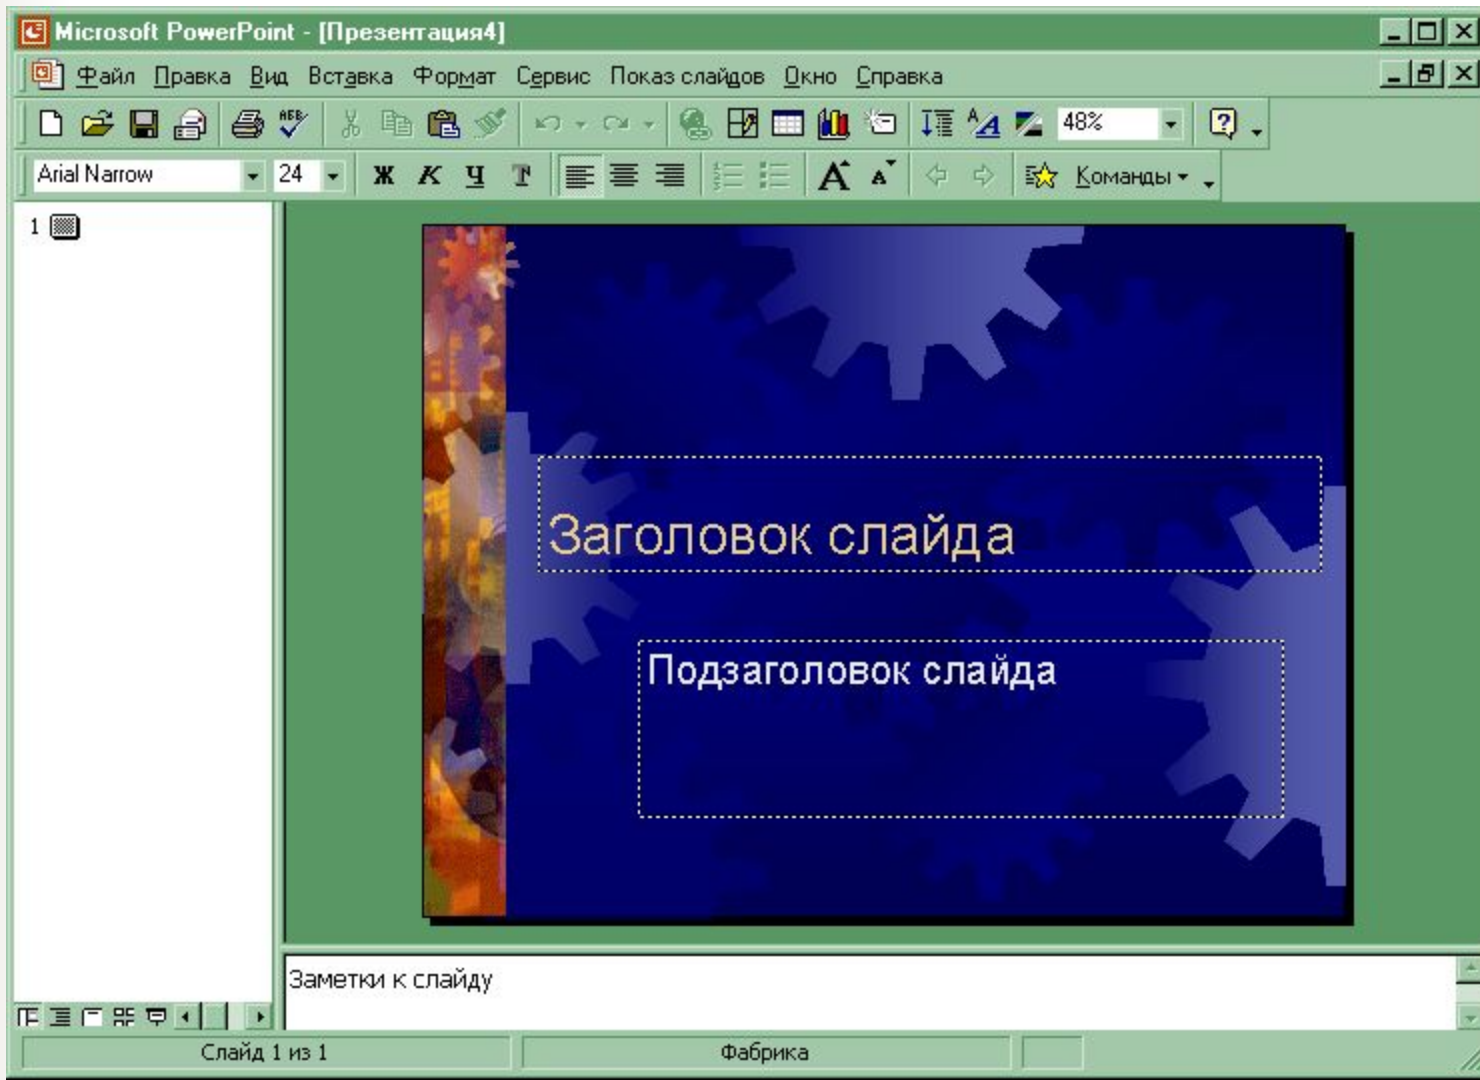 Microsoft PowerPoint - [Презентация4]
Файл Правка Вид Вставка Формат Сервис Показ слайдов Окно Справка
48%
Arial Narrow 24 Ж К Ч Т Команды
1
Заголовок слайда
Подзаголовок слайда
Заметки к слайду
Слайд 1 из 1 Фабрика